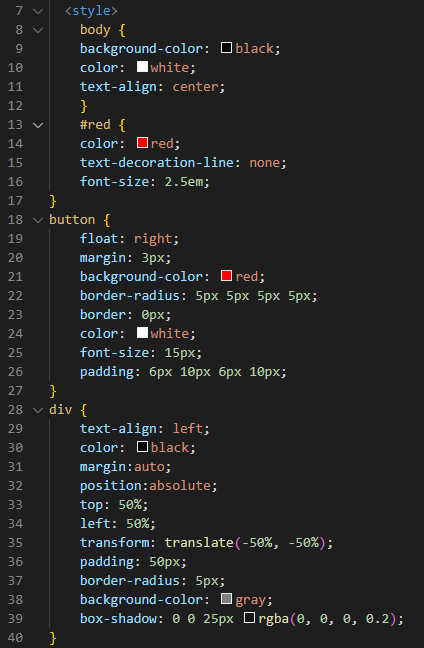 7 <style>
8 body {
9 background-color: black;
10 color: white;
11 text-align: center;
12 }
13 #red {
14 color: red;
15 text-decoration-line: none;
16 font-size: 2.5em;
17 }
18 button {
19 float: right;
20 margin: 3px;
21 background-color: red;
22 border-radius: 5px 5px 5px 5px;
23 border: 0px;
24 color: white;
25 font-size: 15px;
26 padding: 6px 10px 6px 10px;
27 }
28 div {
29 text-align: left;
30 color: black;
31 margin:auto;
32 position:absolute;
33 top: 50%;
34 left: 50%;
35 transform: translate(-50%, -50%);
36 padding: 50px;
37 border-radius: 5px;
38 background-color: gray;
39 box-shadow: 0 0 25px rgba(0, 0, 0, 0.2);
40 }